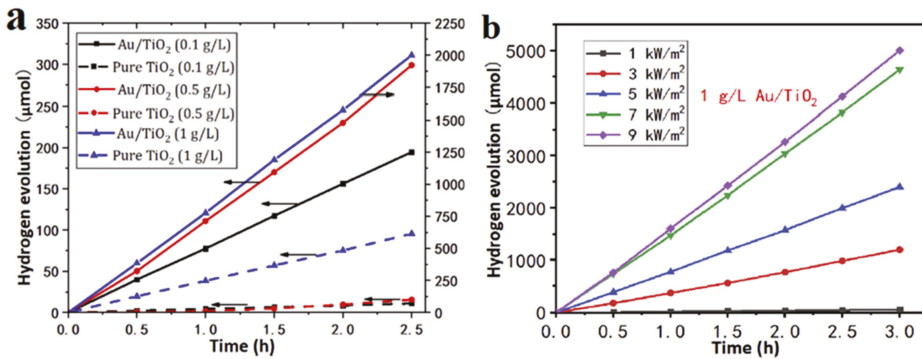 a
Hydrogen evolution (μmol)
350
300
250
200
150
100
50
0
Au/TiO₂ (0.1 g/L)
Pure TiO₂ (0.1 g/L)
Au/TiO₂ (0.5 g/L)
Pure TiO₂ (0.5 g/L)
Au/TiO₂ (1 g/L)
Pure TiO₂ (1 g/L)
2250
2000
1750
1500
1250
1000
750
500
250
0
0.0 0.5 1.0 1.5 2.0 2.5
Time (h)
b
Hydrogen evolution (μmol)
5000
4000
3000
2000
1000
0
1 kW/m²
3 kW/m²
5 kW/m²
7 kW/m²
9 kW/m²
1 g/L Au/TiO₂
0.0 0.5 1.0 1.5 2.0 2.5 3.0
Time (h)